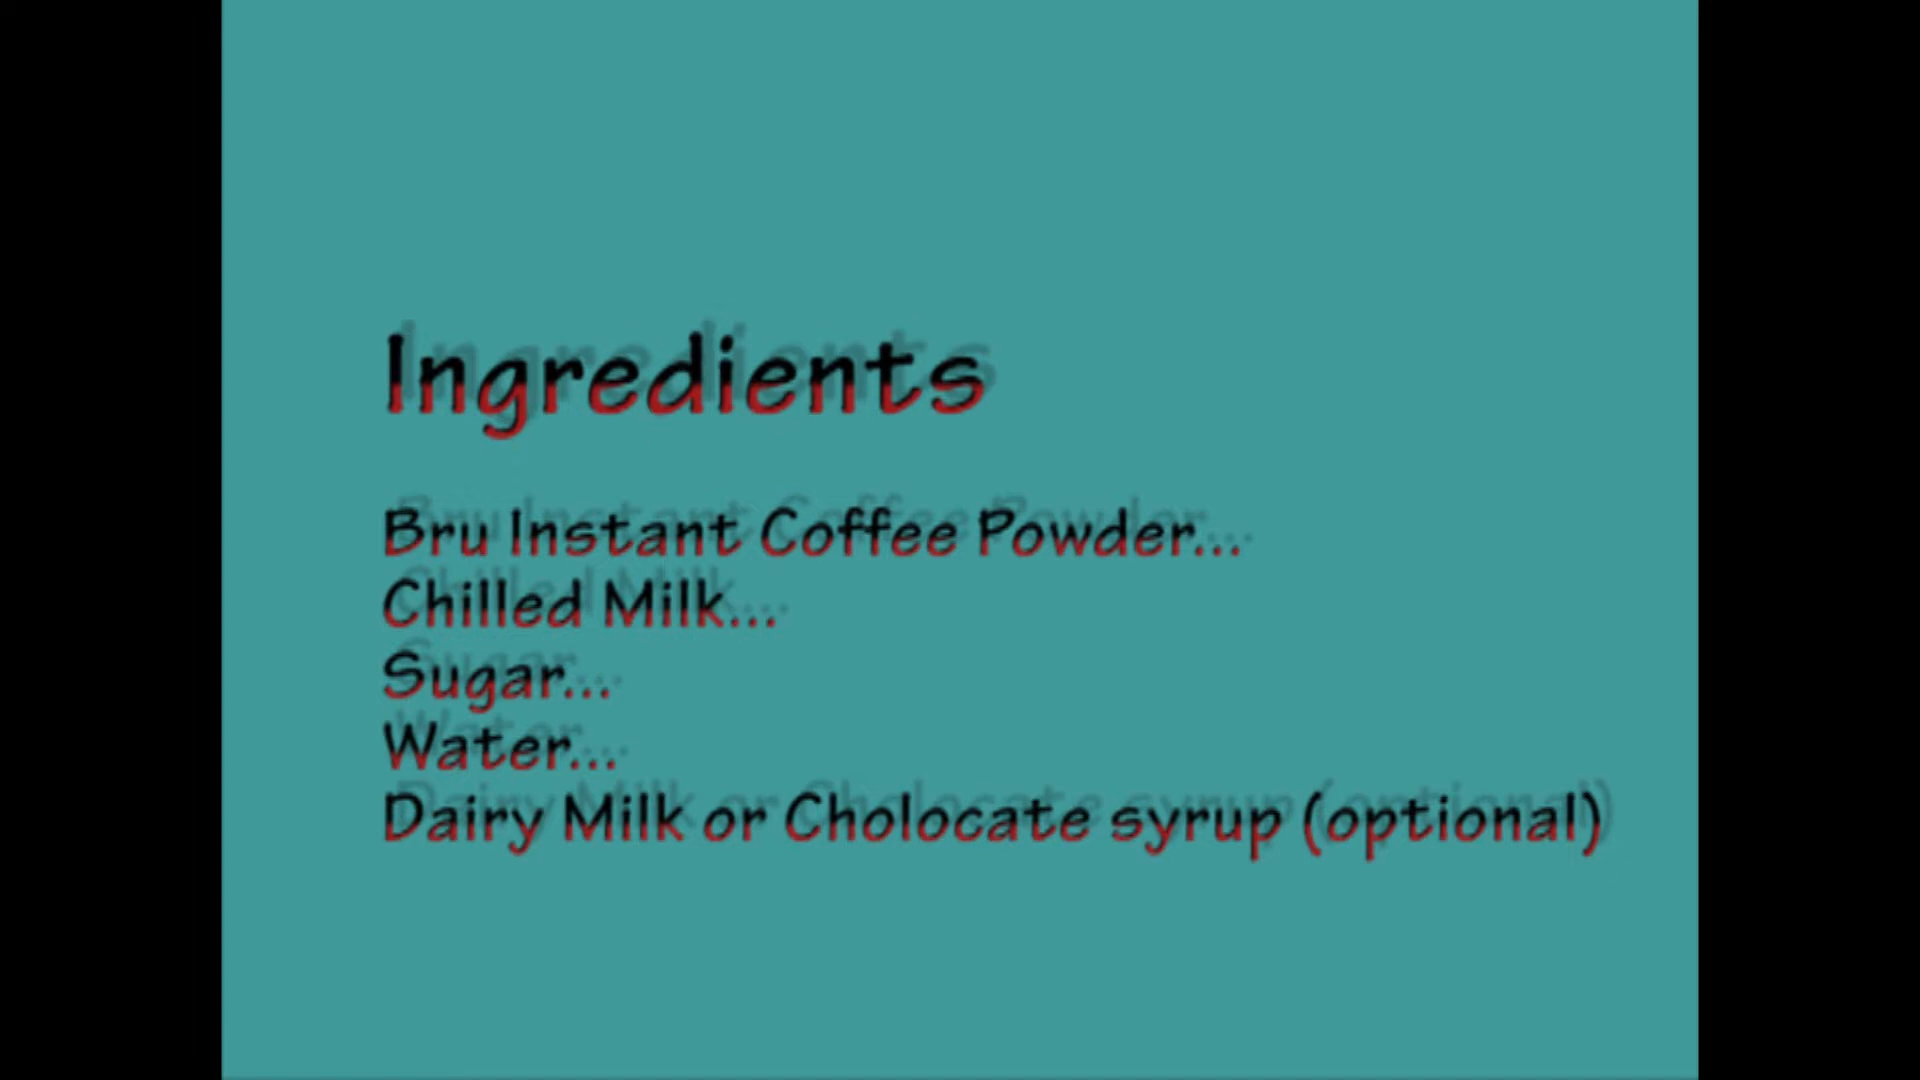 Ingredients
Bru Instant Coffee Powder...
Chilled Milk...
Sugar...
Water...
Dairy Milk or Cholocate syrup (optional)